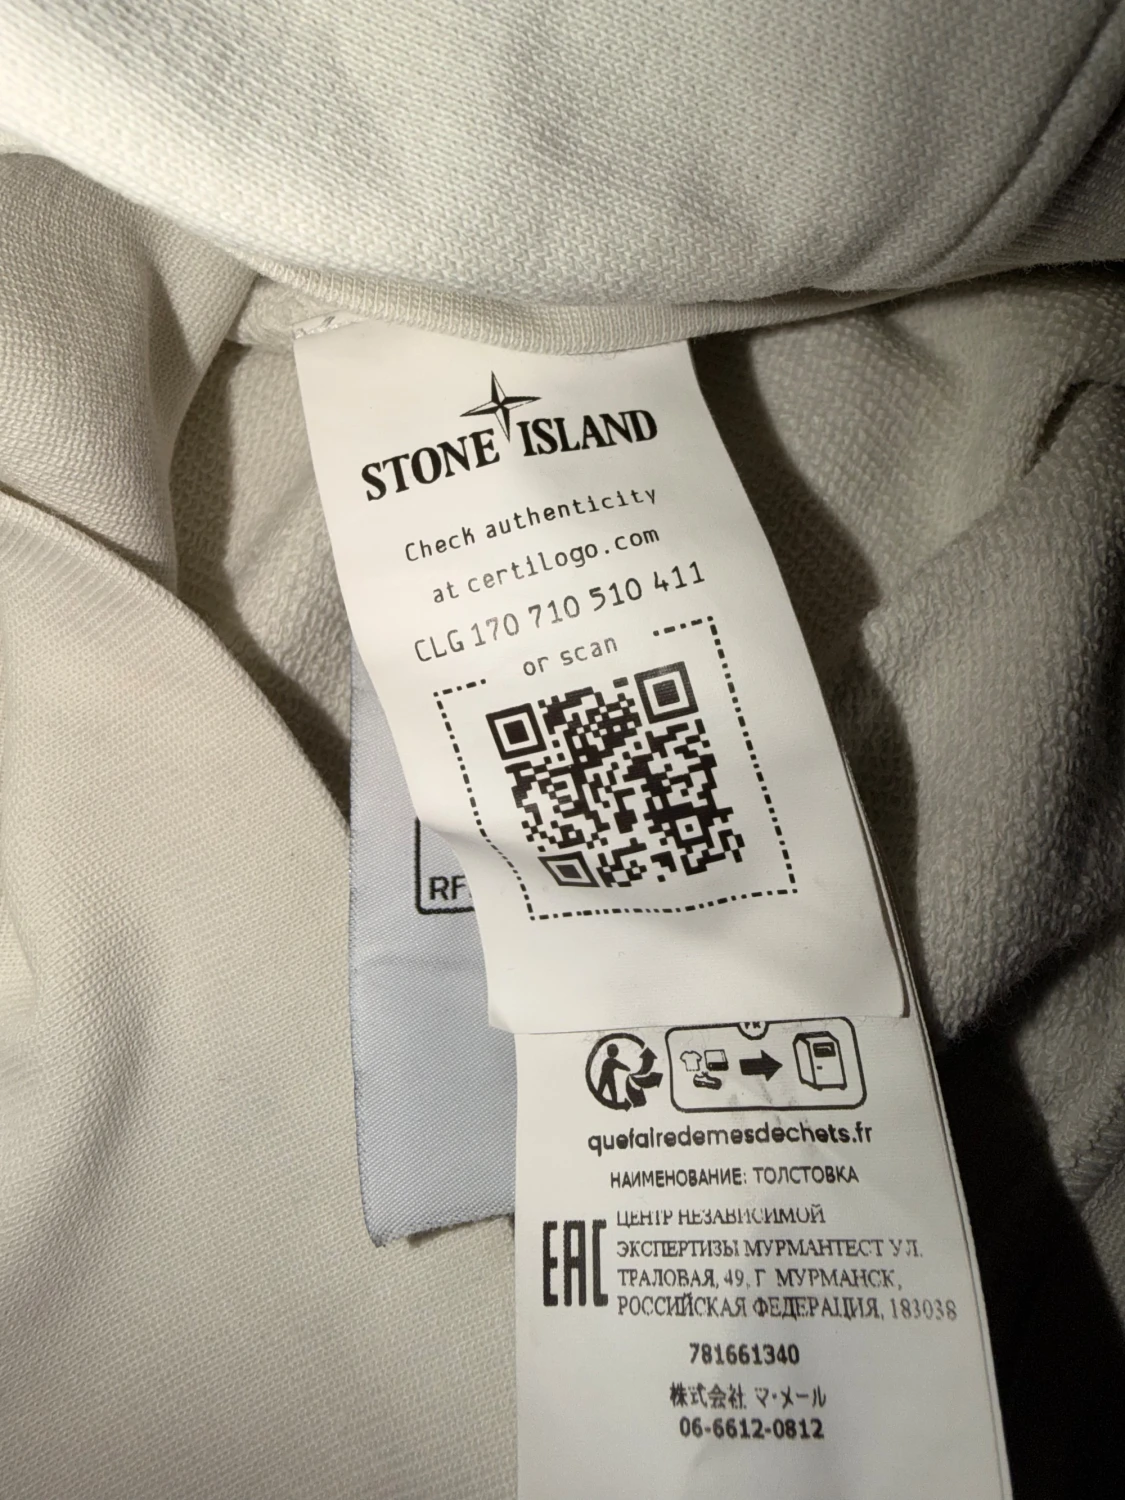 STONE ISLAND
Check authenticity
at certilogo.com
CLG 170 710 510 411
or scan
RF
FR
quefairedemesdechets.fr
НАИМЕНОВАНИЕ: ТОЛСТОВКА
EAC
ЦЕНТР НЕЗАВИСИМОЙ
ЭКСПЕРТИЗЫ МУРМАНТЕСТ УЛ.
ТРАЛОВАЯ, 49, Г МУРМАНСК,
РОССИЙСКАЯ ФЕДЕРАЦИЯ, 183038
781661340
株式会社 マ・メール
06-6612-0812